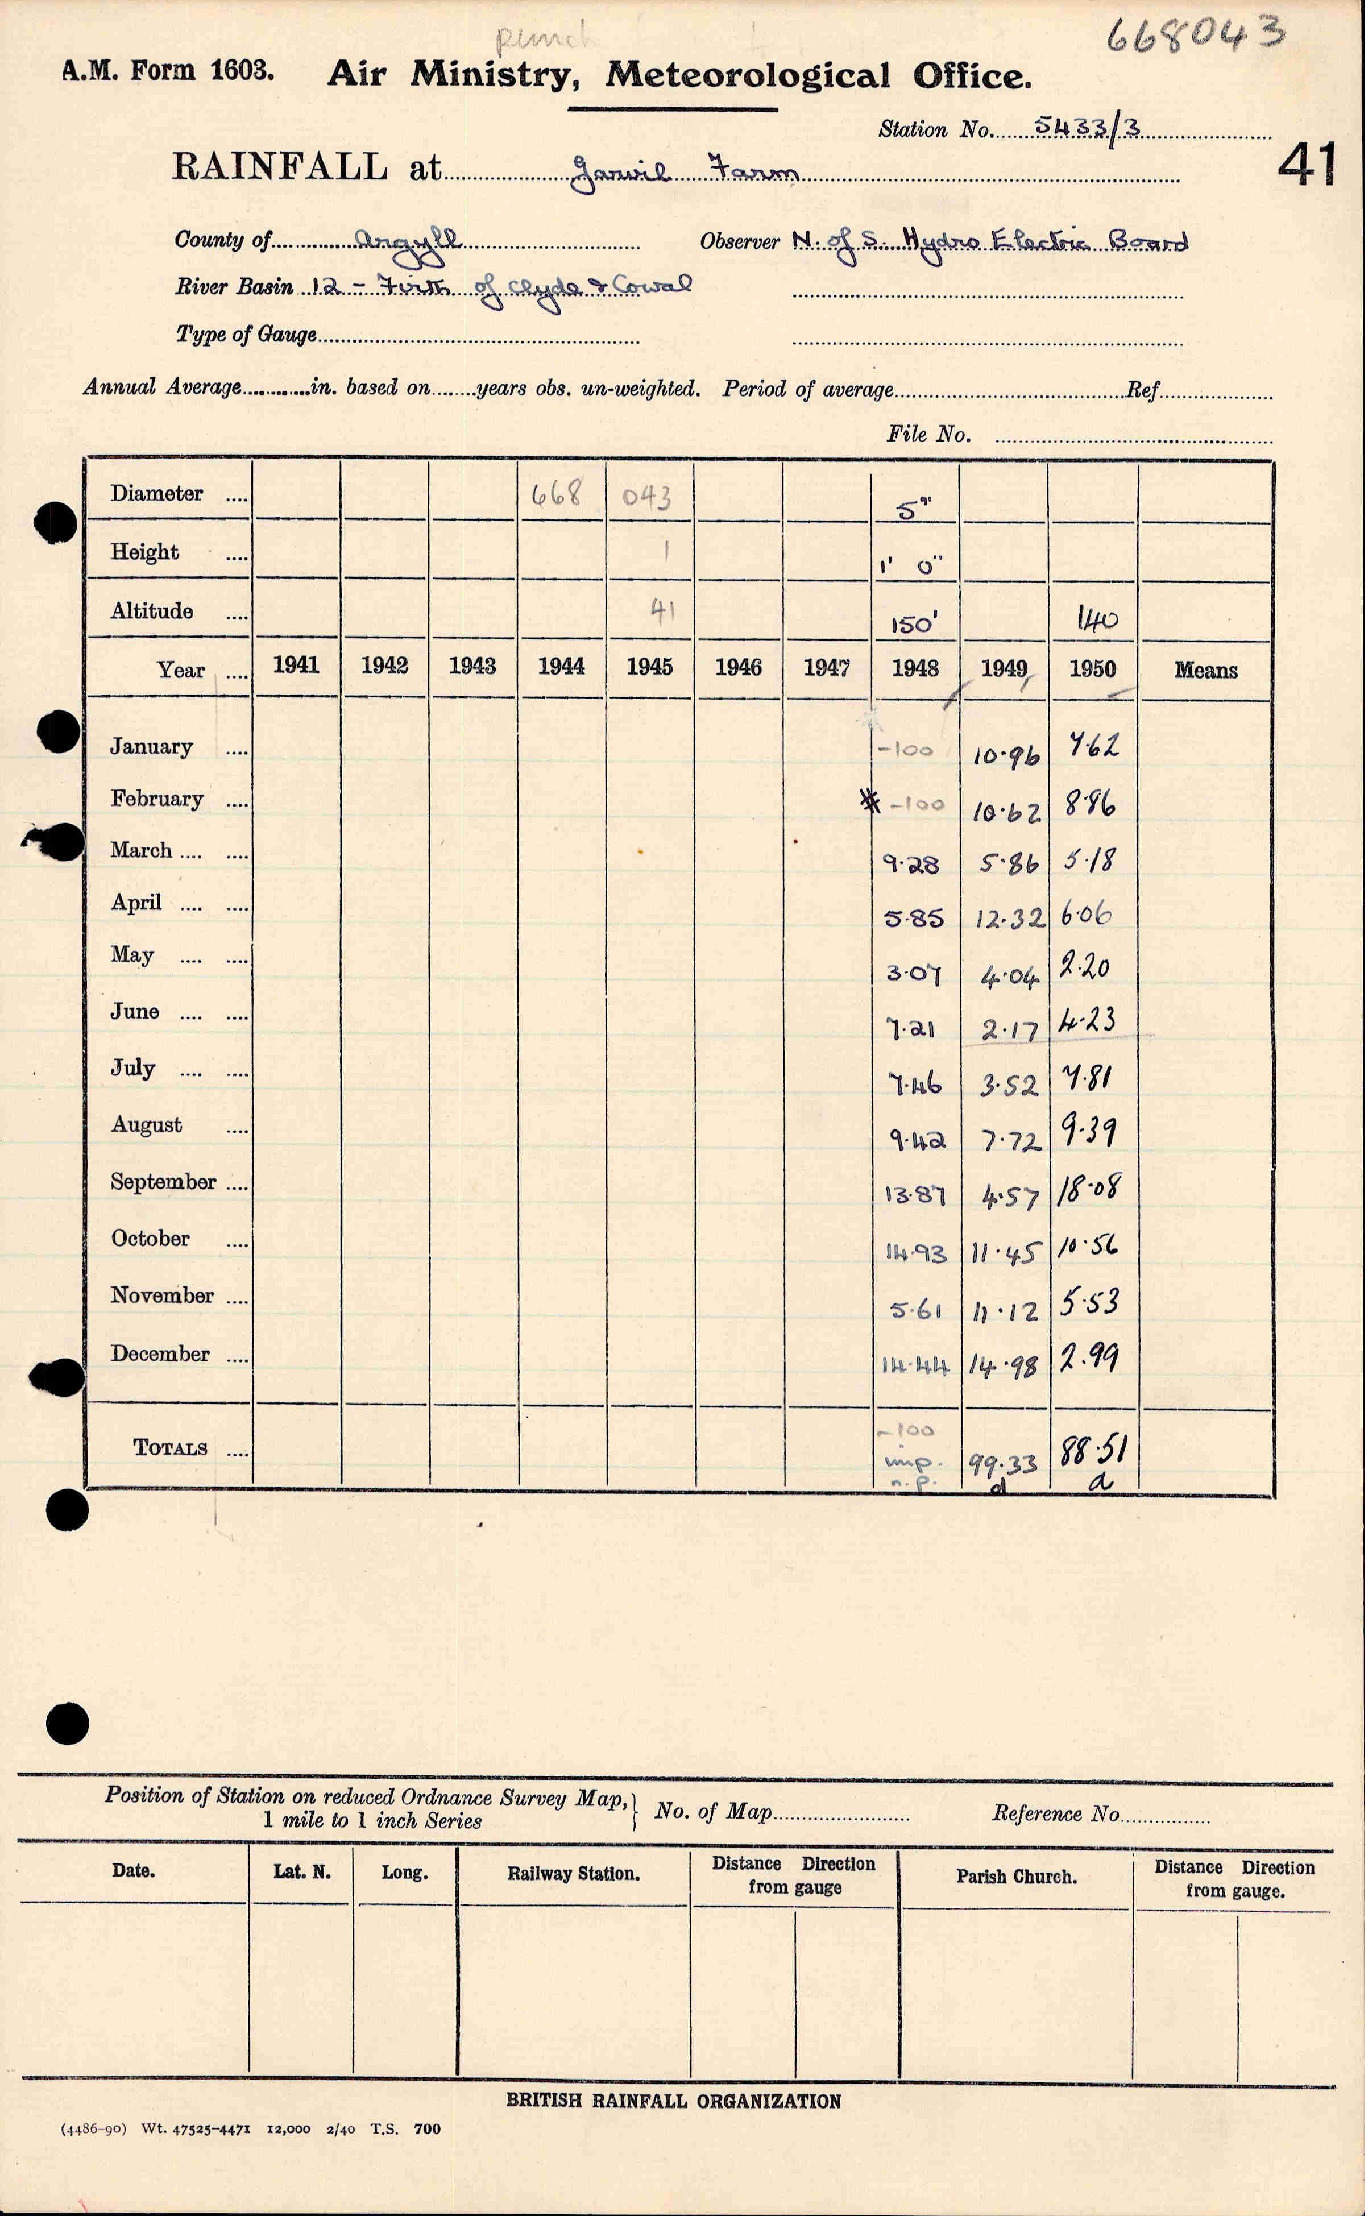 punch
668043
A.M. Form 1603. Air Ministry, Meteorological Office.
Station No. 5433/3
41
RAINFALL at Garvil Farm
County of Argyll Observer N. of S. Hydro Electric Board
River Basin 12 - Firth of Clyde & Cowal
Type of Gauge
Annual Average in. based on years obs. un-weighted. Period of average Ref
File No.
Diameter 668 043 5"
Height 1 1' 0"
Altitude 41 150' 140
Year 1941 1942 1943 1944 1945 1946 1947 1948 1949 1950 Means
January -100 10.96 7.62
February * -100 10.62 8.86
March 9.28 5.86 5.18
April 5.85 12.32 6.06
May 3.07 4.04 2.20
June 7.21 2.17 4.23
July 7.46 3.52 7.81
August 9.42 7.72 9.39
September 13.87 4.57 18.08
October 14.93 11.45 10.56
November 5.61 11.12 5.53
December 14.44 14.98 2.99
-100
TOTALS imp. 99.33 88.51
n.p. d d
Position of Station on reduced Ordnance Survey Map, 1 mile to 1 inch Series } No. of Map Reference No
Date. Lat. N. Long. Railway Station. Distance Direction from gauge Parish Church. Distance Direction from gauge.
BRITISH RAINFALL ORGANIZATION
(4486-90) Wt. 47525-4471 12,000 2/40 T.S. 700